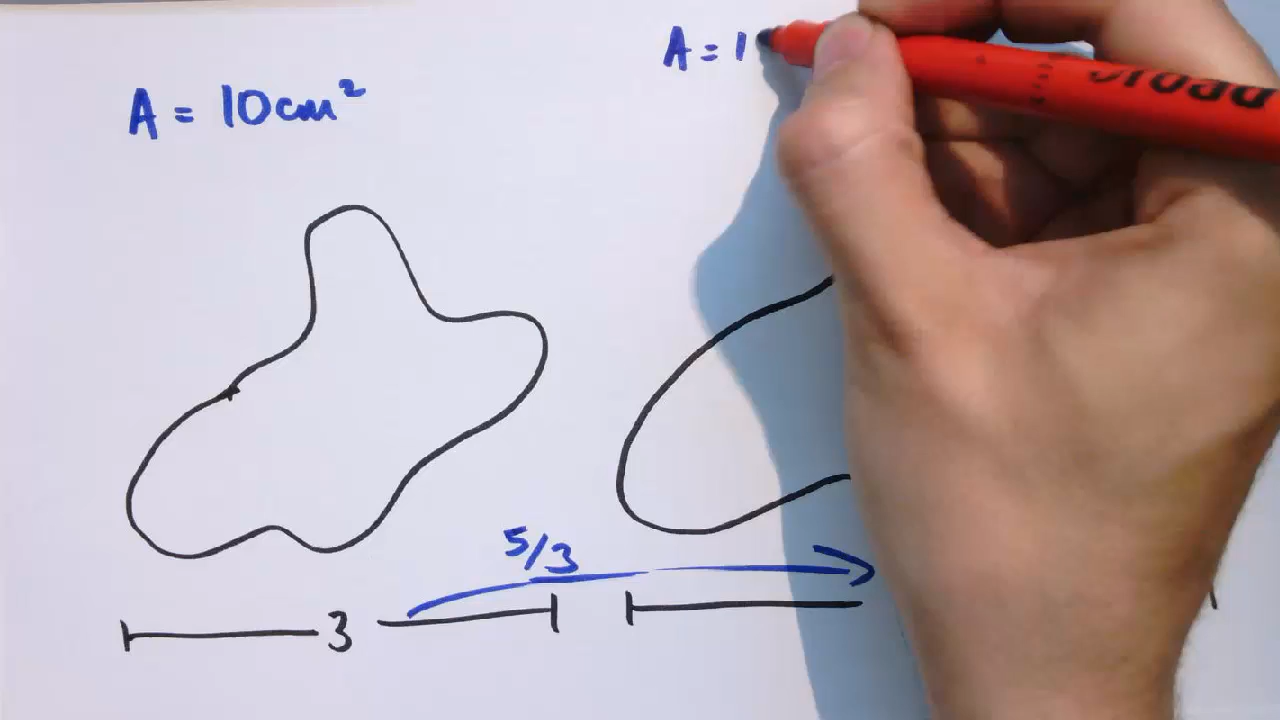 A = 1
A = 10cm²
5/3
3